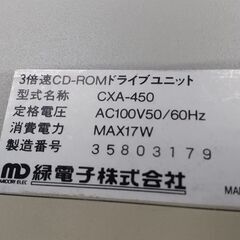 3倍速CD-ROMドライブユニット
型式名称 CXA-450
定格電圧 AC100V50/60Hz
消費電力 MAX17W
製造番号 35803179
MIDORI ELEC 緑電子株式会社
MA